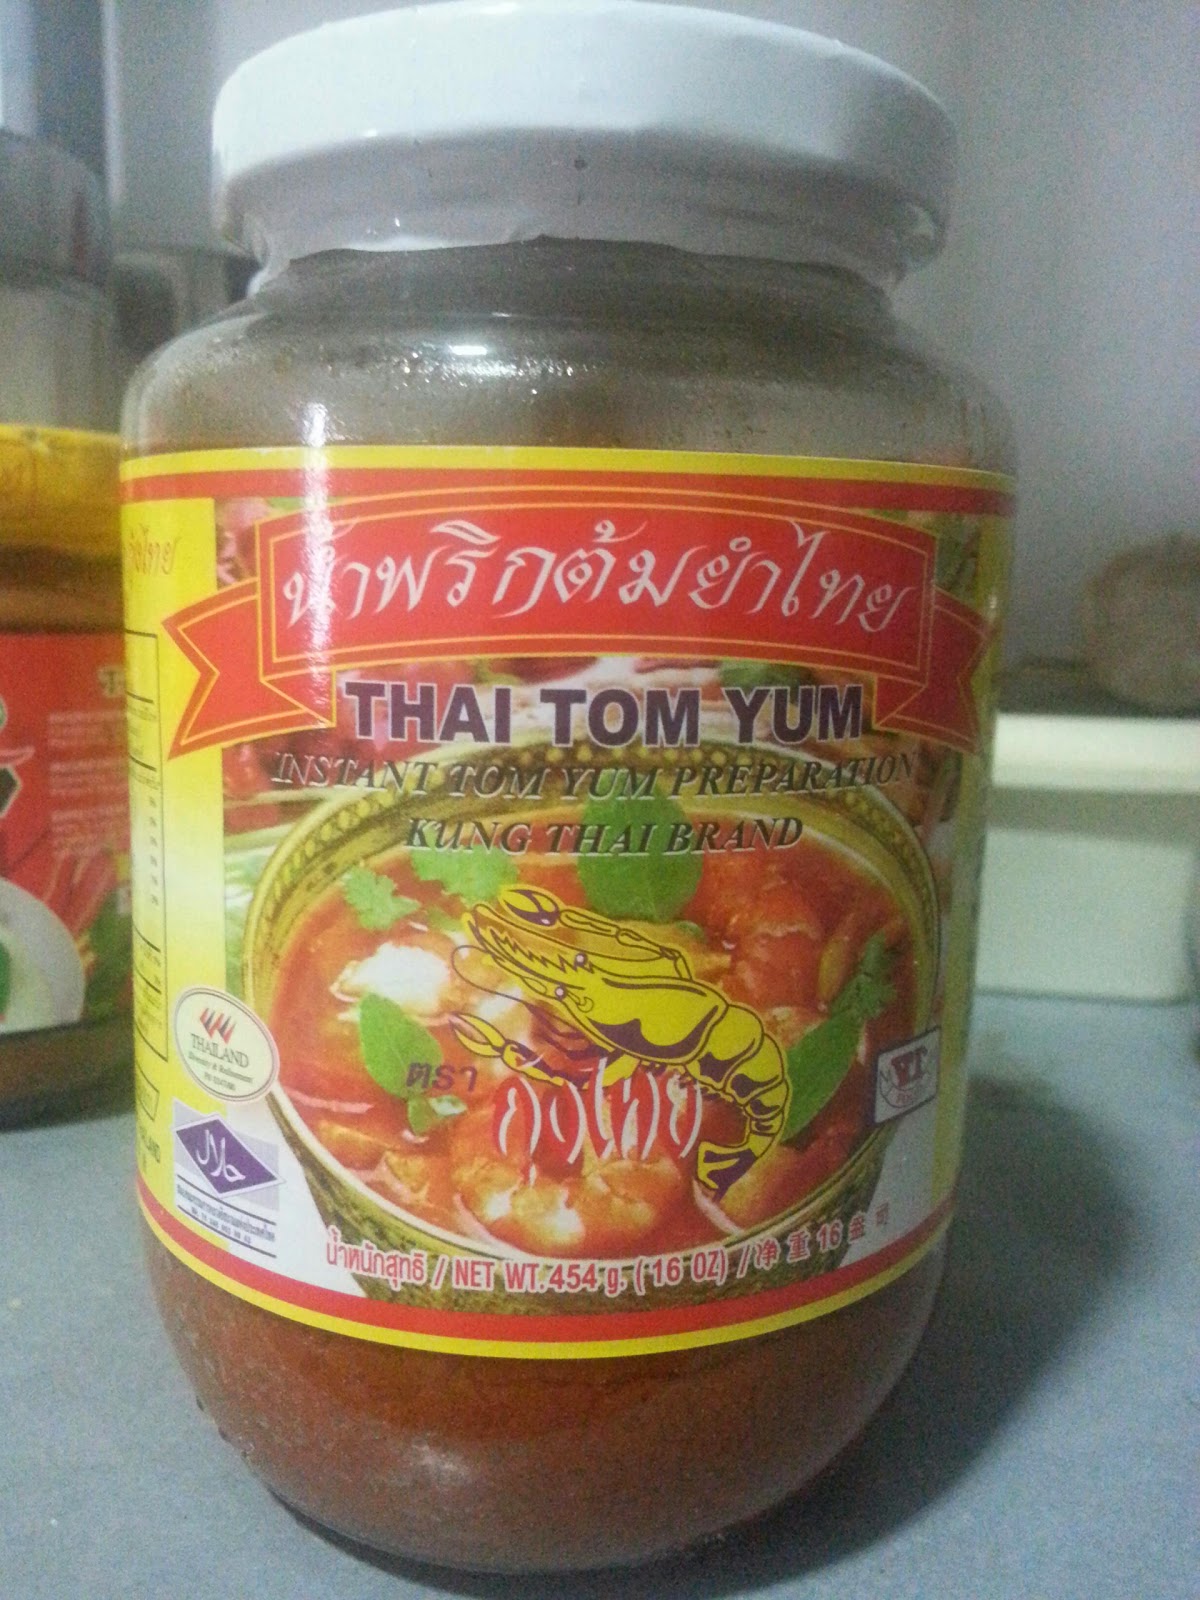 น้ำพริกต้มยำไทย
THAI TOM YUM
INSTANT TOM YUM PREPARATION
KUNG THAI BRAND
ตรา
กุ้งไทย
THAILAND
น้ำหนักสุทธิ / NET WT. 454 g. (16 OZ) / 净重 16 盎司